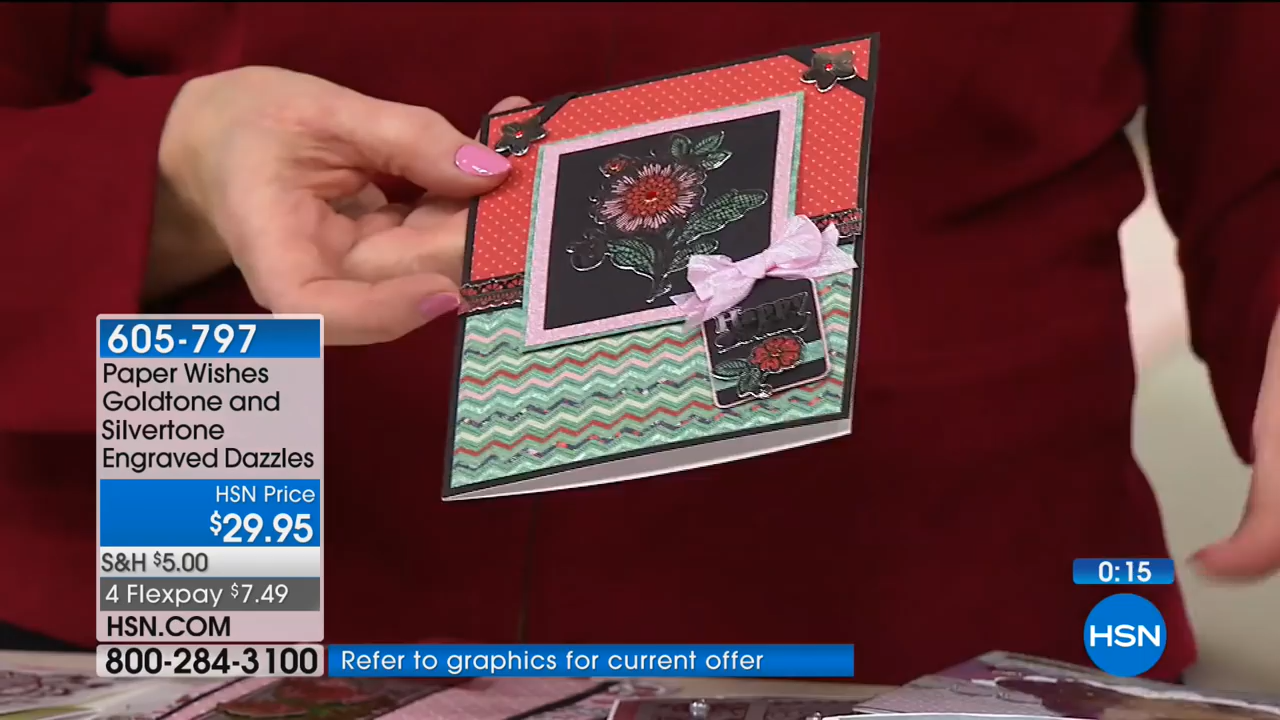 Happy
605-797
Paper Wishes
Goldtone and
Silvertone
Engraved Dazzles
HSN Price
$29.95
S&H $5.00
4 Flexpay $7.49
HSN.COM
800-284-3100
Refer to graphics for current offer
0:15
HSN